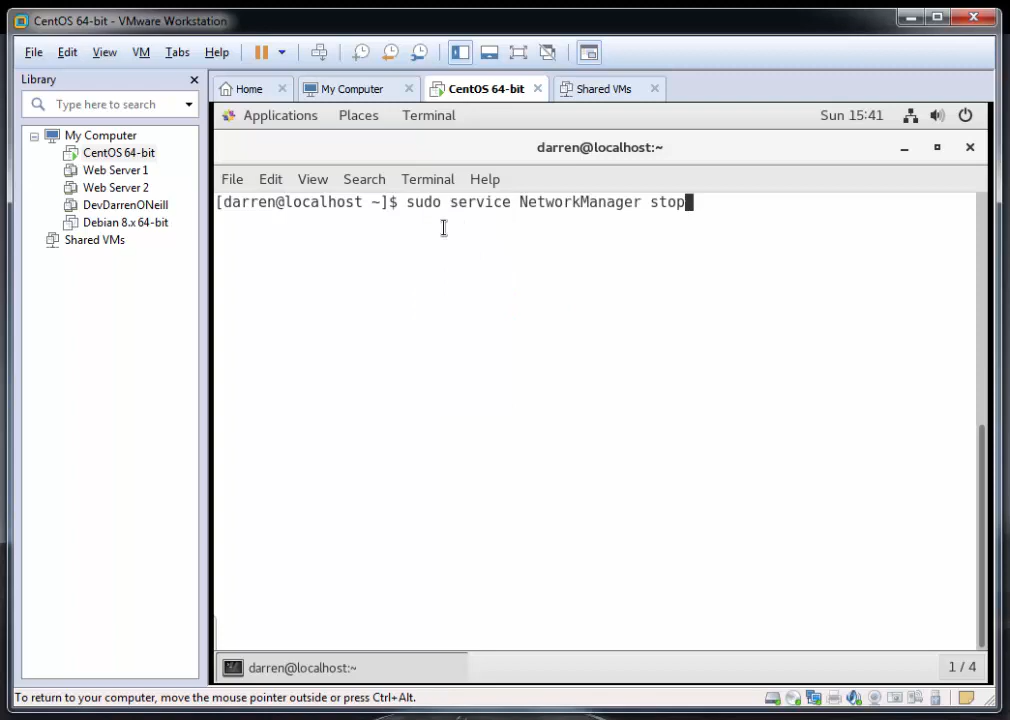 CentOS 64-bit - VMware Workstation
File Edit View VM Tabs Help
Library
Home My Computer CentOS 64-bit Shared VMs
Type here to search
Applications Places Terminal Sun 15:41
My Computer
CentOS 64-bit
Web Server 1
Web Server 2
DevDarrenONeill
Debian 8.x 64-bit
Shared VMs
darren@localhost:~
File Edit View Search Terminal Help
[darren@localhost ~]$ sudo service NetworkManager stop
darren@localhost:~ 1 / 4
To return to your computer, move the mouse pointer outside or press Ctrl+Alt.